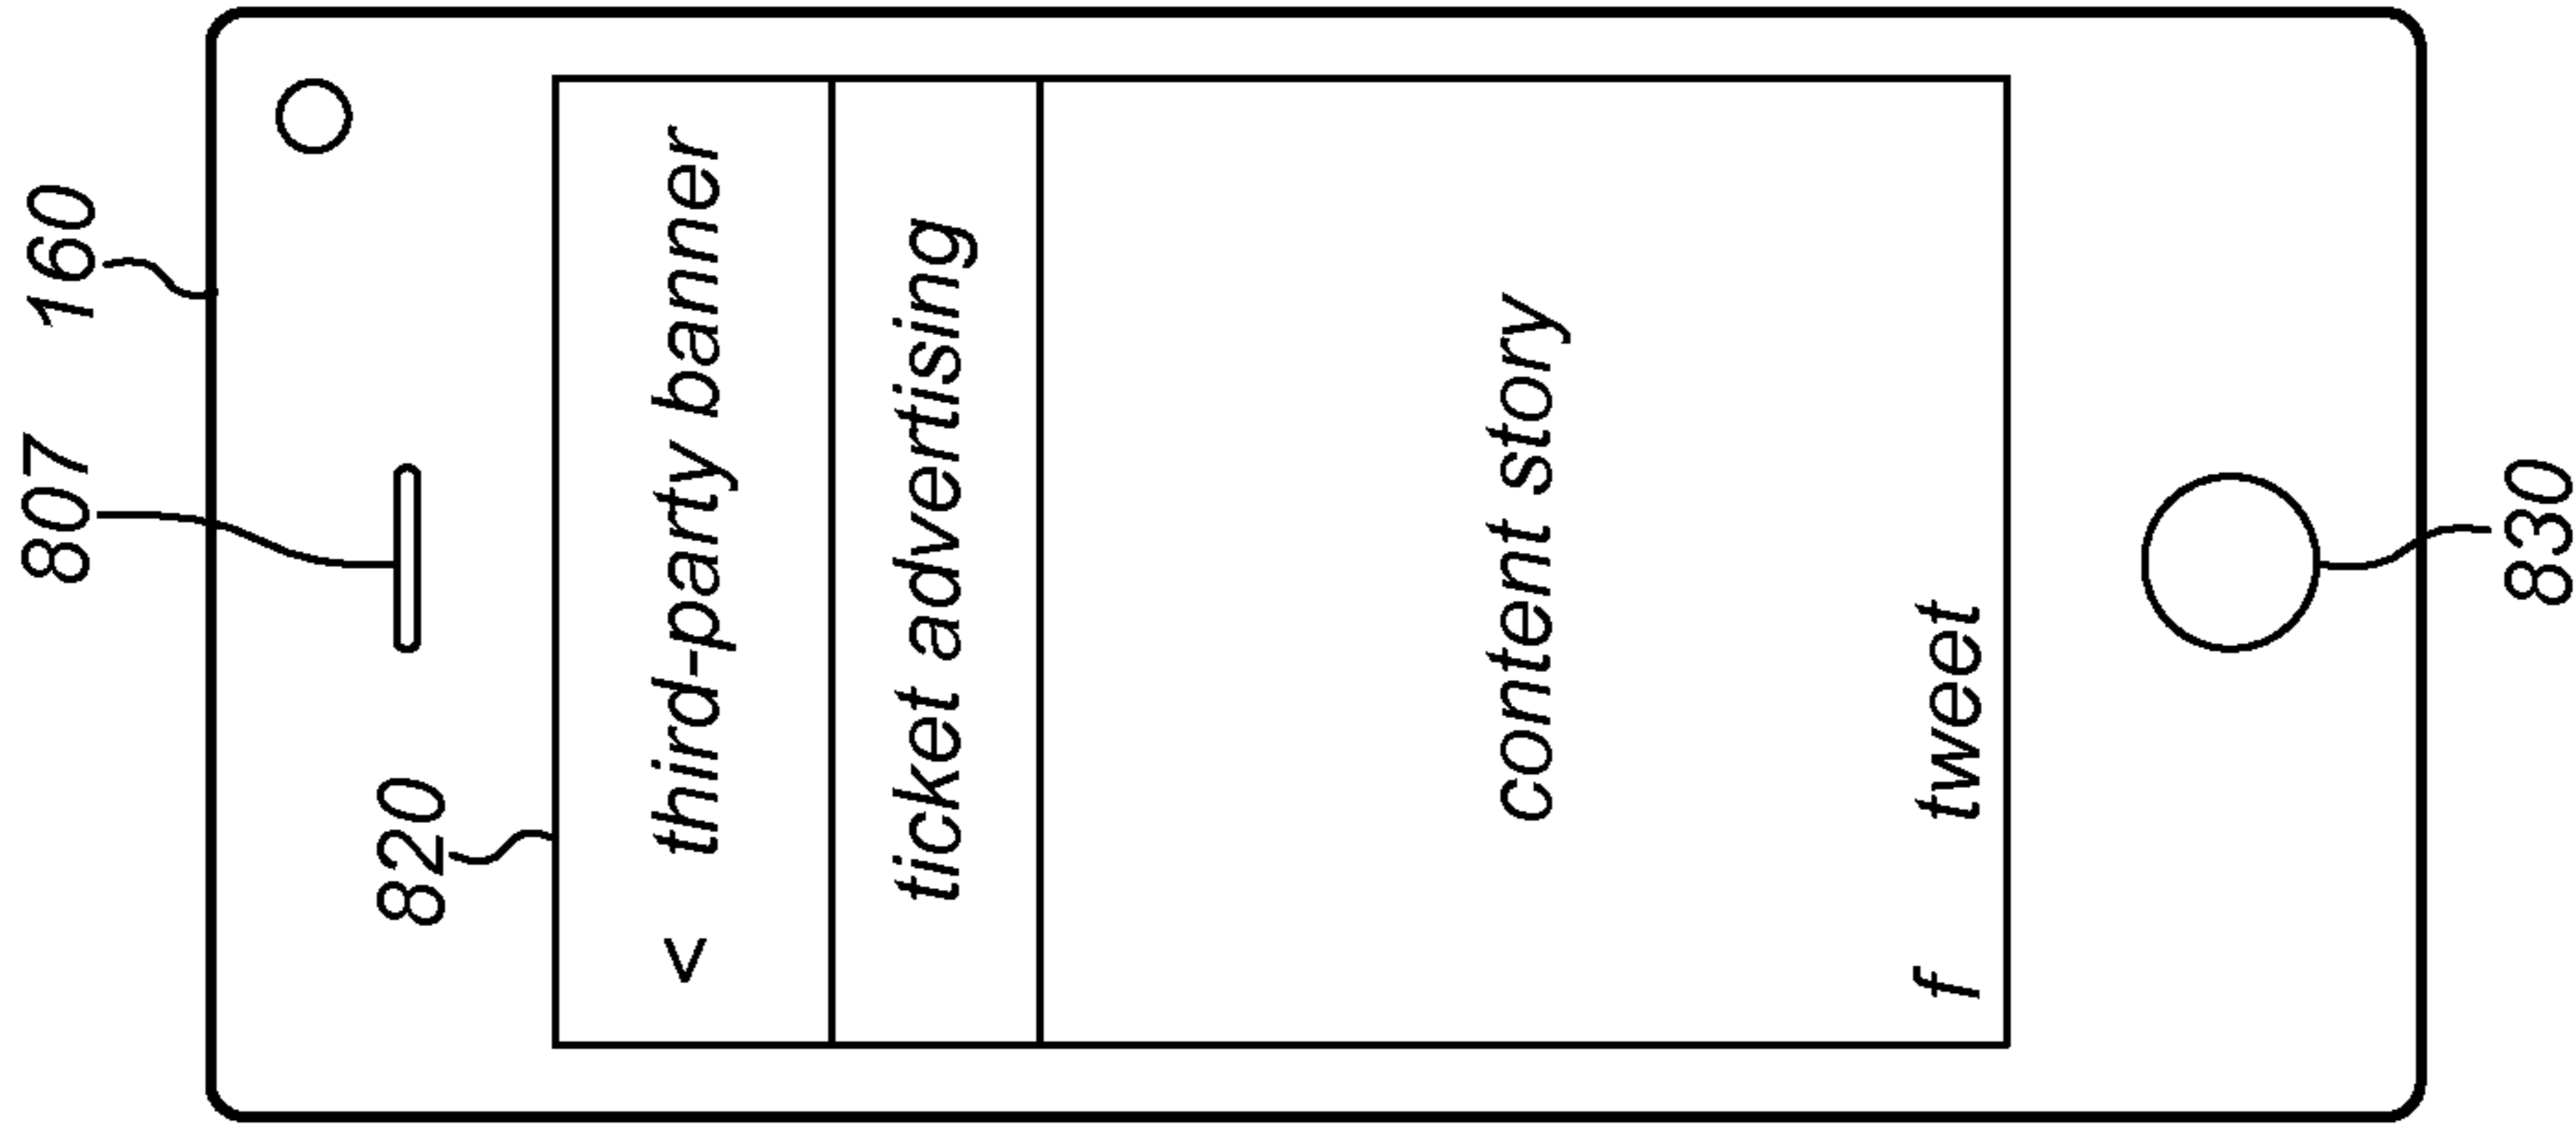 160
807
820
< third-party banner
ticket advertising
content story
f tweet
830